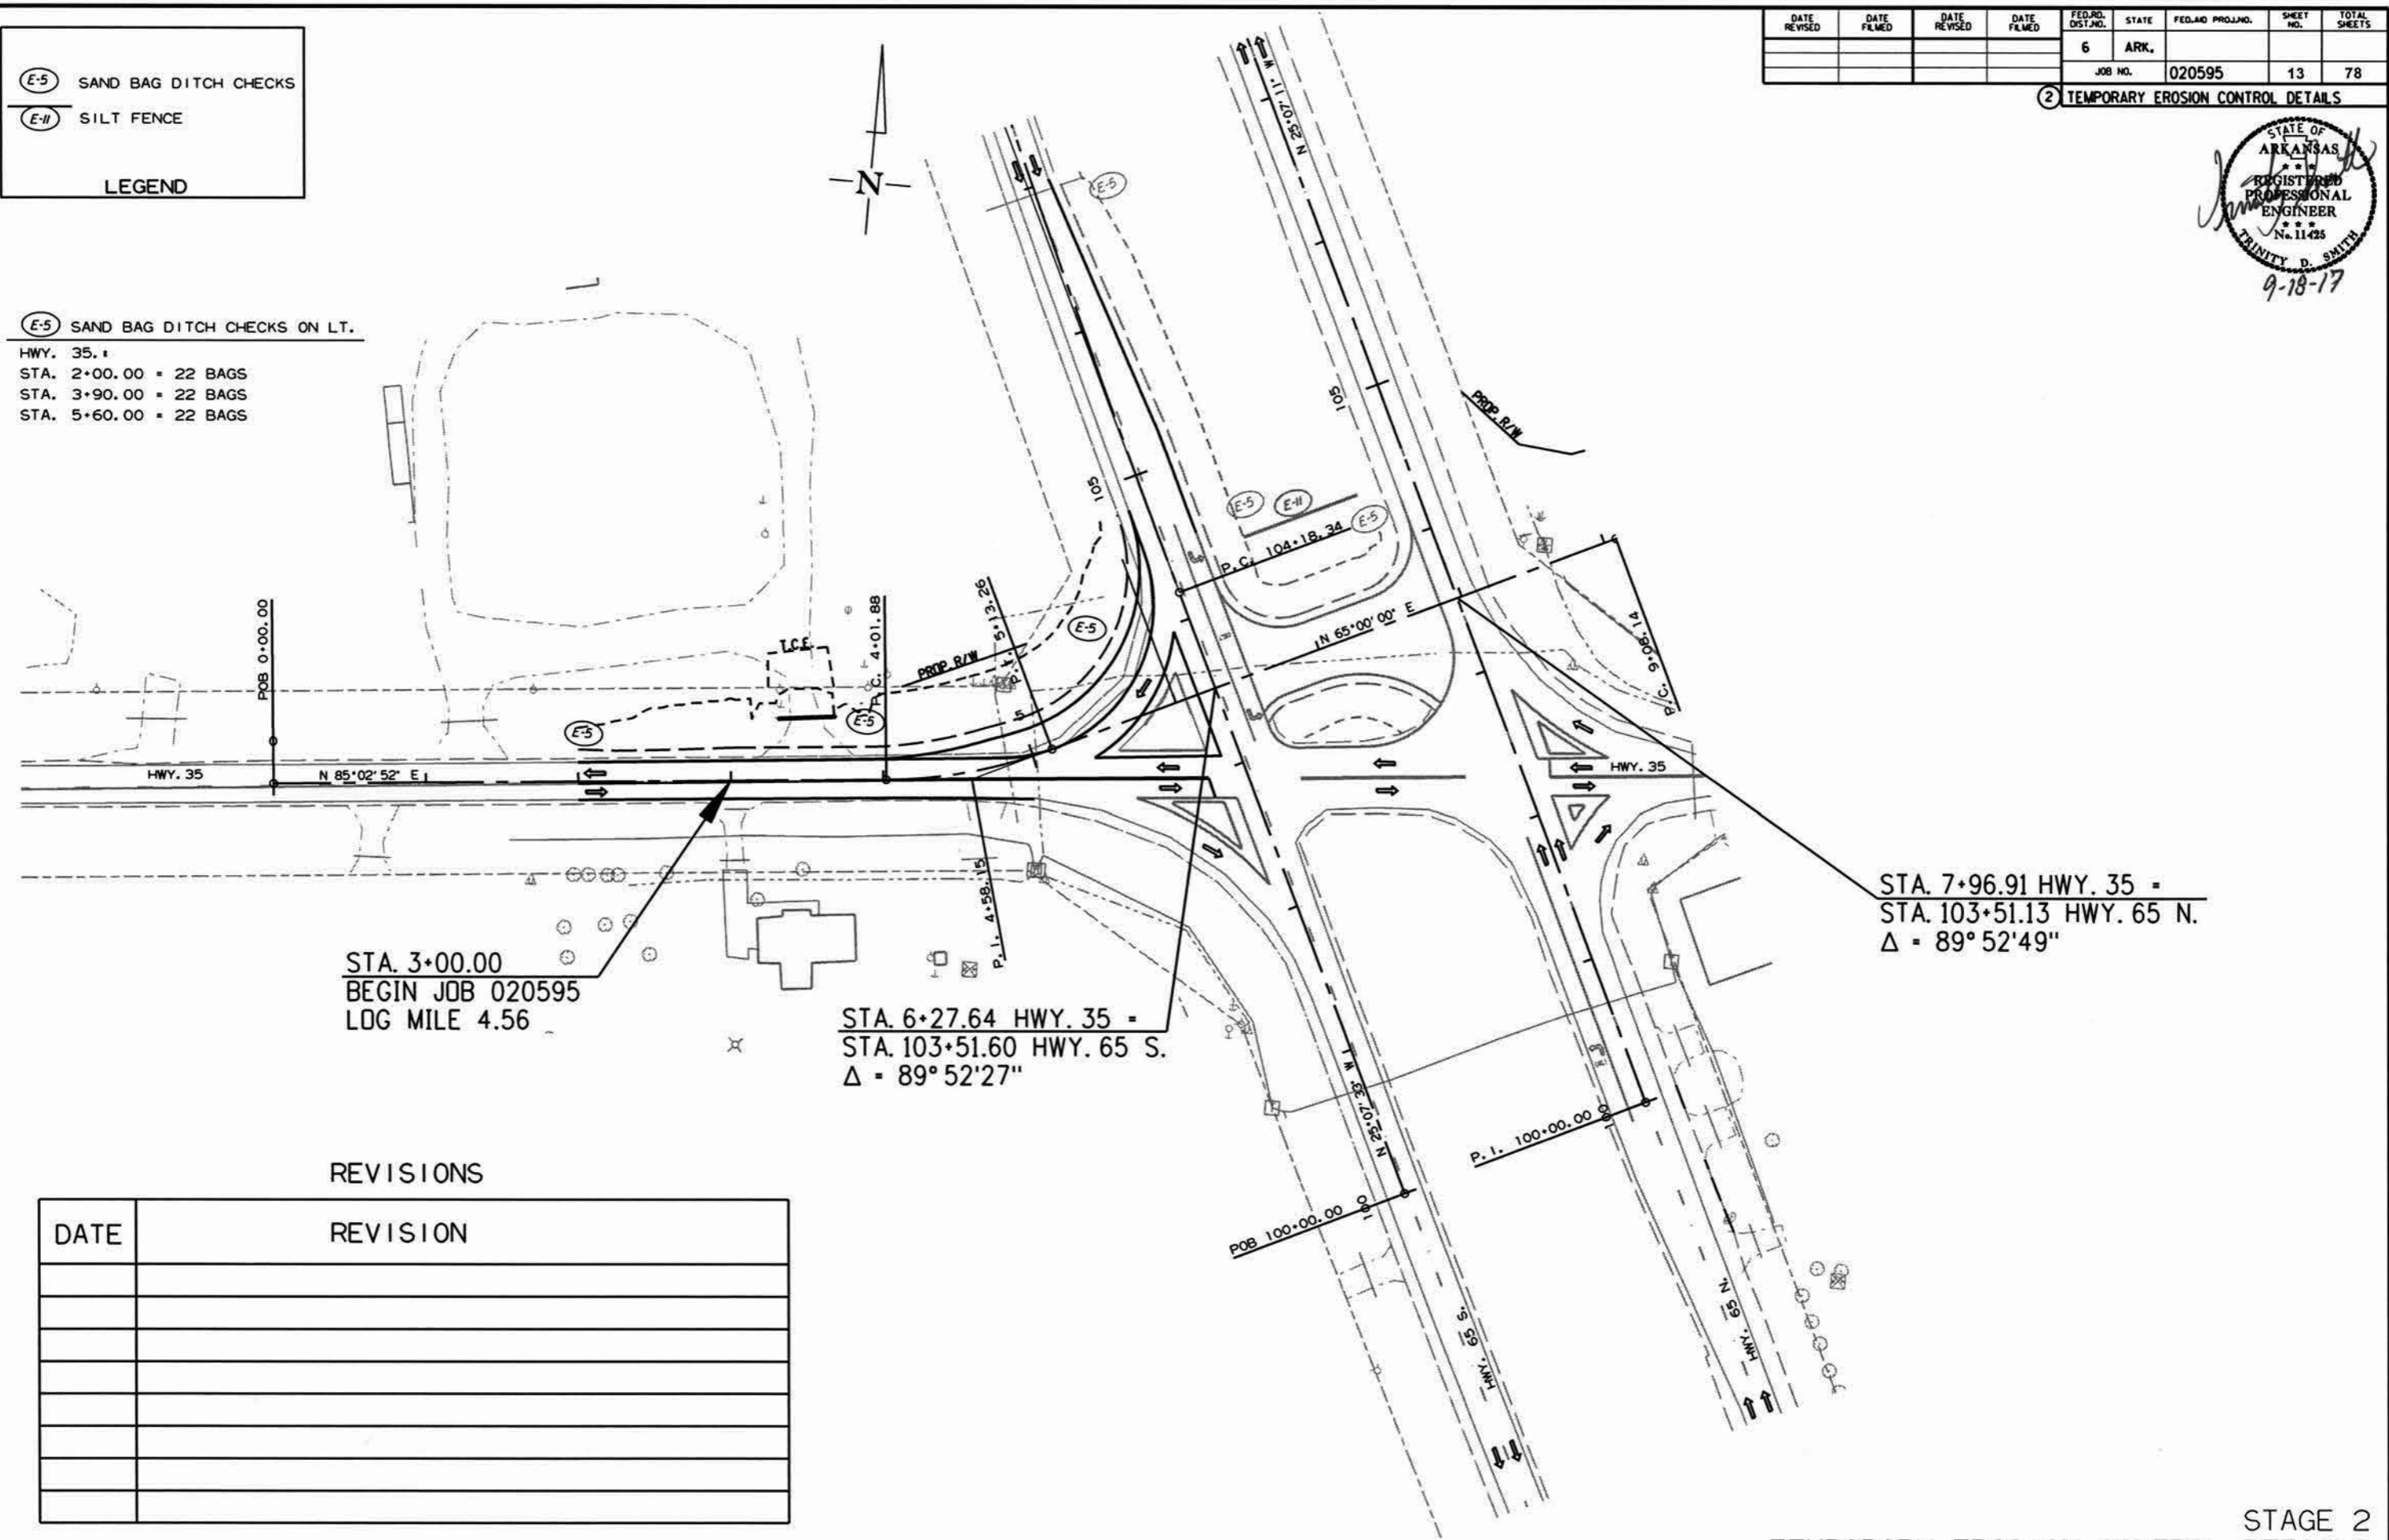 E-5 SAND BAG DITCH CHECKS
E-11 SILT FENCE
LEGEND
DATE REVISED
DATE FILMED
DATE REVISED
DATE FILMED
FED.RD. DIST.NO.
STATE
FED.AID PROJ.NO.
SHEET NO.
TOTAL SHEETS
6
ARK.
JOB NO.
020595
13
78
2 TEMPORARY EROSION CONTROL DETAILS
STATE OF
ARKANSAS
REGISTERED
PROFESSIONAL
ENGINEER
No. 11425
TRINITY D. SMITH
9-18-17
E-5 SAND BAG DITCH CHECKS ON LT.
HWY. 35.:
STA. 2+00.00 = 22 BAGS
STA. 3+90.00 = 22 BAGS
STA. 5+60.00 = 22 BAGS
N
E-5
N 25°07'11" W
105
105
PROP. R/W
E-5
E-11
E-5
P.C. 104+18.34
N 65°00'00" E
P.C. 9+08.14
POB 0+00.00
T.C.E.
P.C. 4+01.88
PROP. R/W
P.T. 5+13.26
E-5
E-5
E-5
5
HWY. 35
N 85°02'52" E
HWY. 35
P.I. 4+58.15
STA. 3+00.00
BEGIN JOB 020595
LOG MILE 4.56
STA. 6+27.64 HWY. 35 =
STA. 103+51.60 HWY. 65 S.
Δ = 89°52'27"
STA. 7+96.91 HWY. 35 =
STA. 103+51.13 HWY. 65 N.
Δ = 89°52'49"
N 25°07'33" W
P.I. 100+00.00
POB 100+00.00
100
HWY. 65 S.
HWY. 65 N.
REVISIONS
DATE
REVISION
STAGE 2